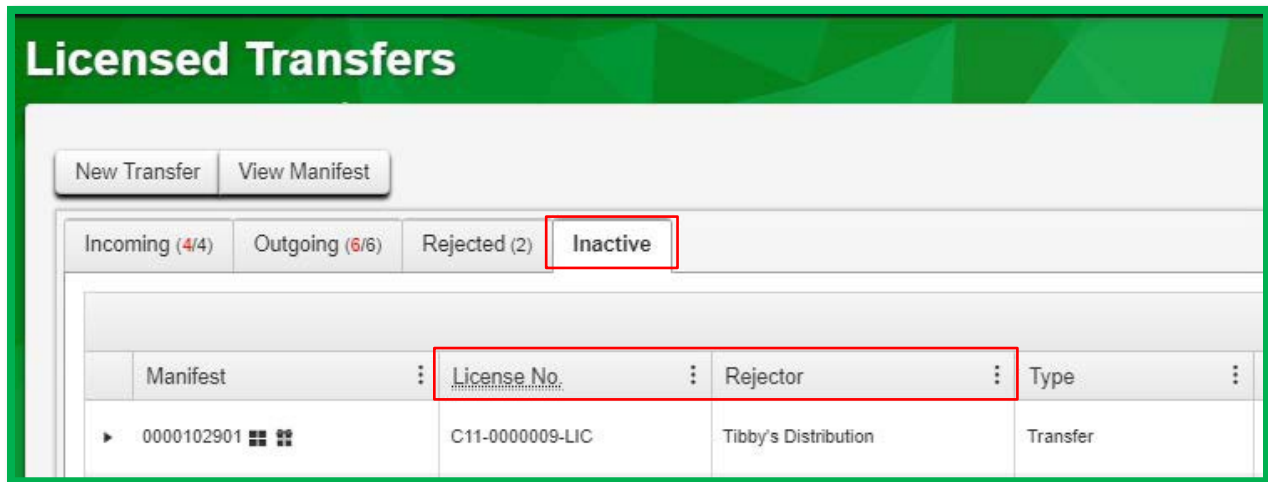 Licensed Transfers
New Transfer View Manifest
Incoming (4/4) Outgoing (6/6) Rejected (2) Inactive
Manifest License No. Rejector Type
0000102901 C11-0000009-LIC Tibby's Distribution Transfer